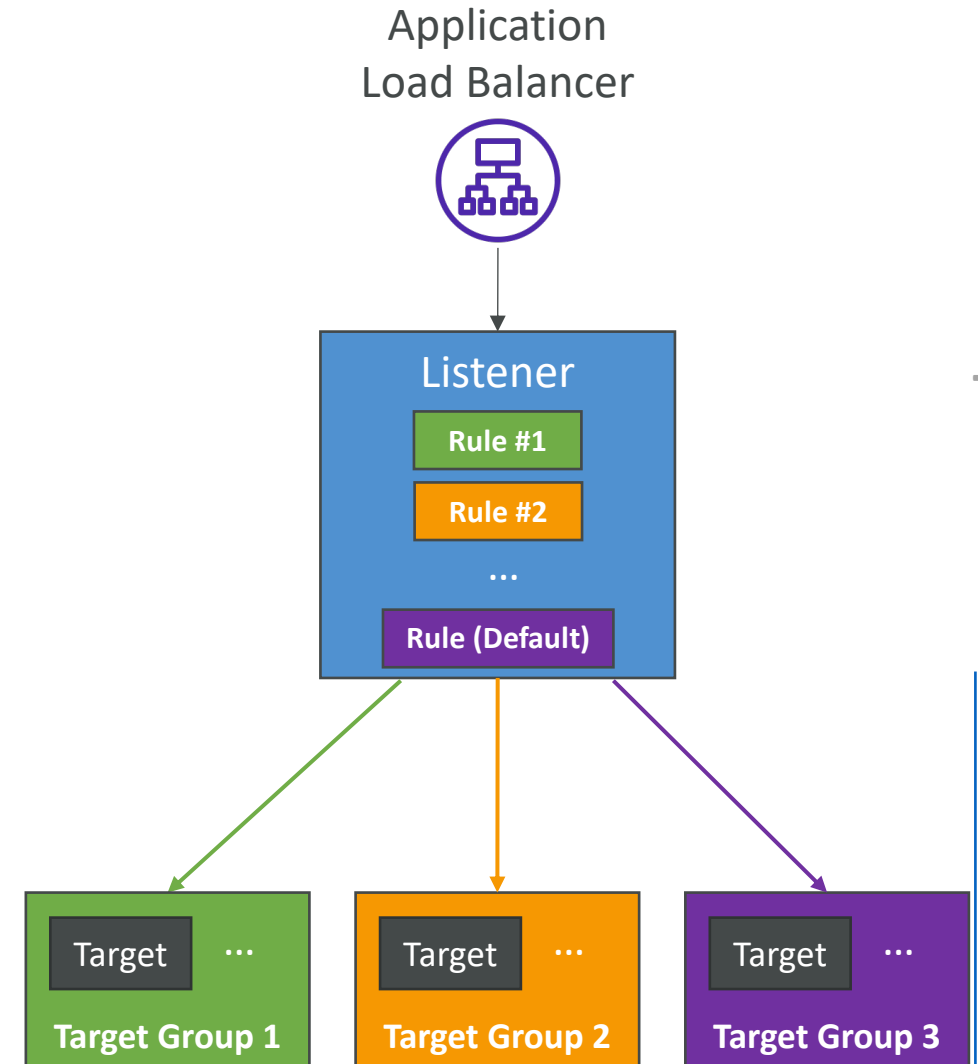 Application
Load Balancer
Listener
Rule #1
Rule #2
...
Rule (Default)
Target ...
Target Group 1
Target ...
Target Group 2
Target ...
Target Group 3